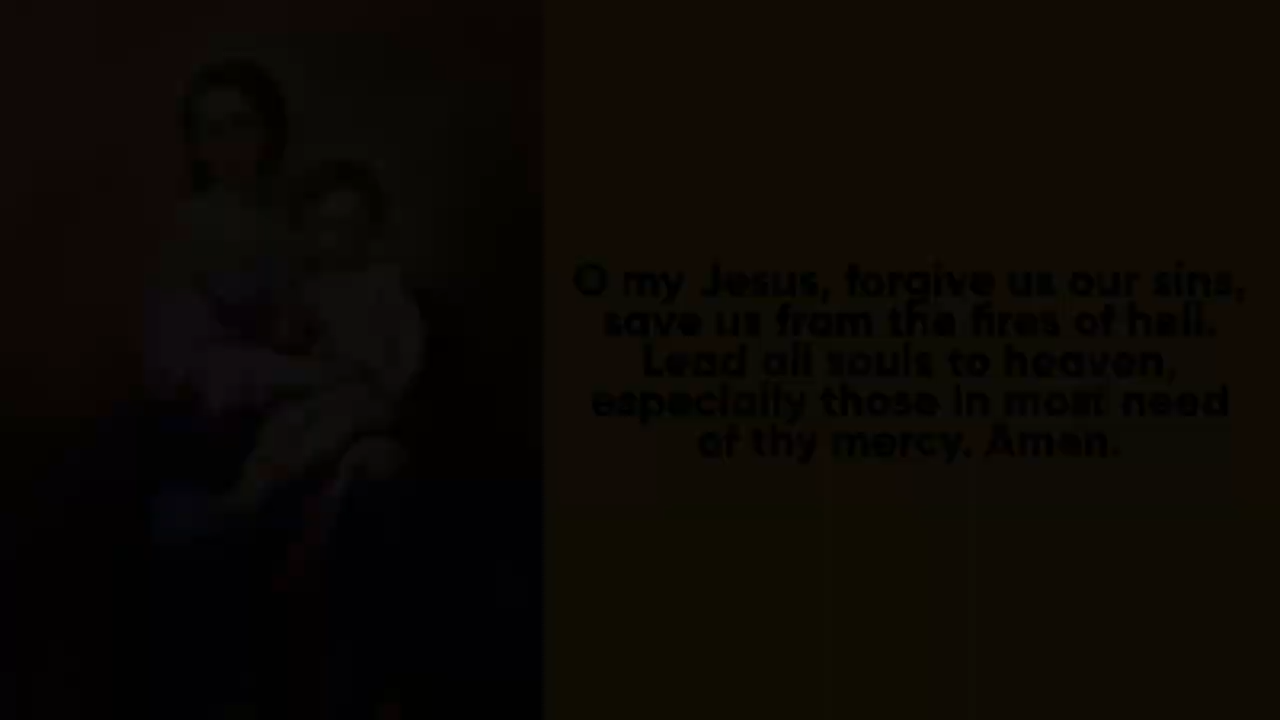 O my Jesus, forgive us our sins,
save us from the fires of hell.
Lead all souls to heaven,
especially those in most need
of thy mercy. Amen.